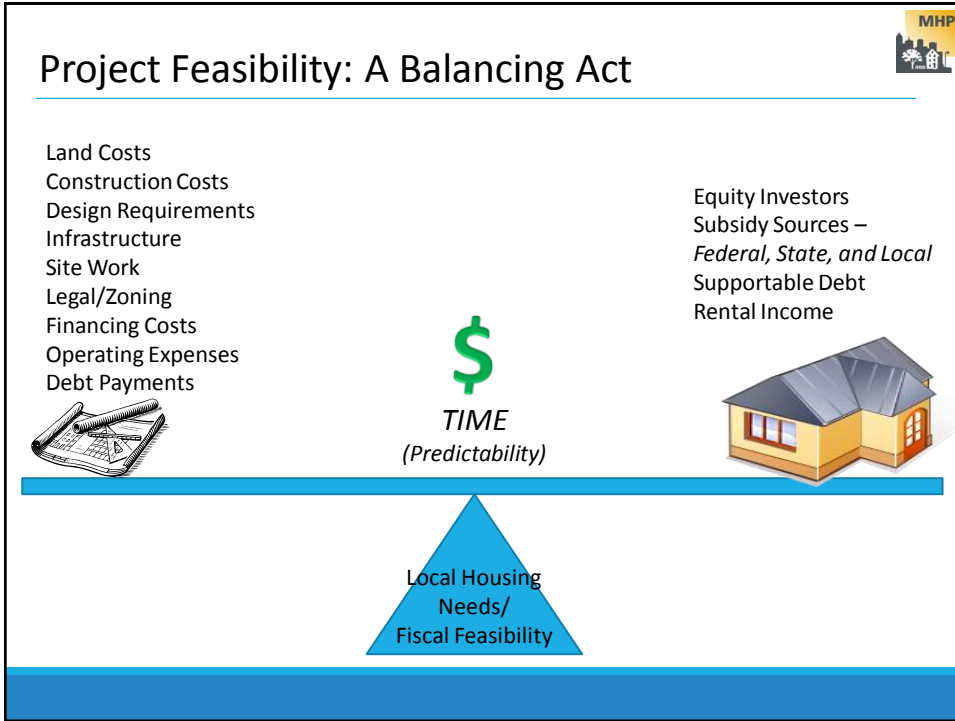 MHP
Project Feasibility: A Balancing Act
Land Costs
Construction Costs
Design Requirements
Infrastructure
Site Work
Legal/Zoning
Financing Costs
Operating Expenses
Debt Payments
Equity Investors
Subsidy Sources –
Federal, State, and Local
Supportable Debt
Rental Income
$
TIME
(Predictability)
Local Housing
Needs/
Fiscal Feasibility